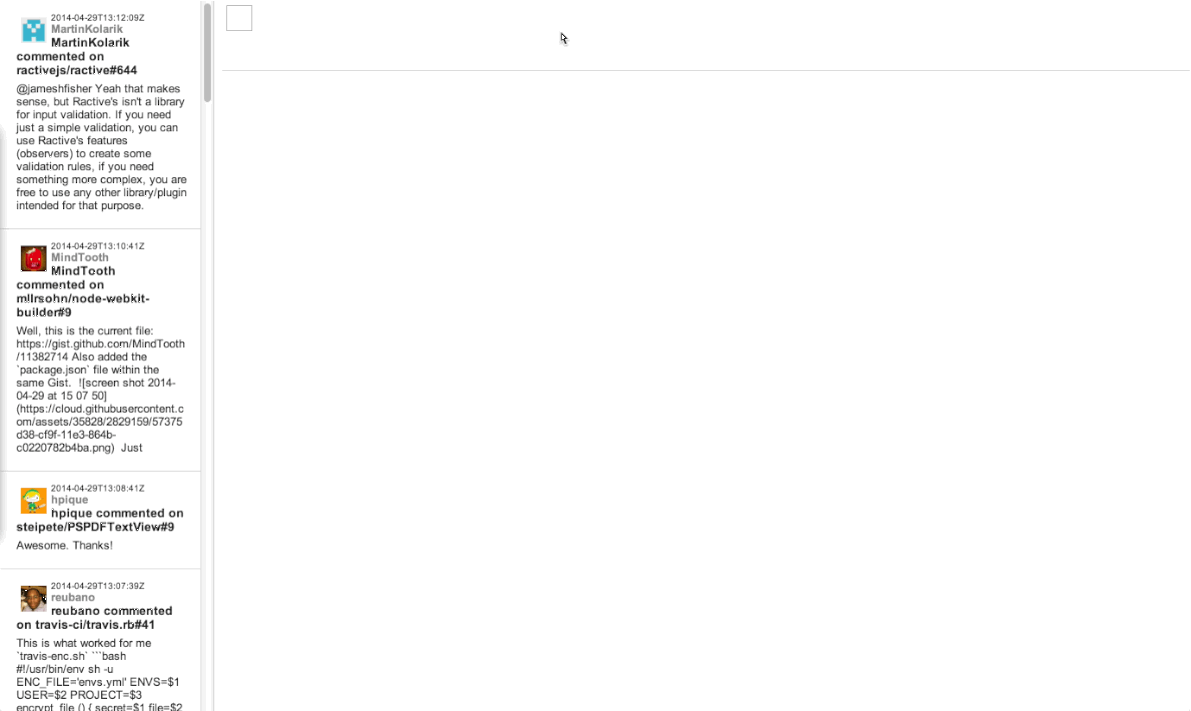 2014-04-29T13:12:09Z
MartinKolarik
MartinKolarik
commented on
ractivejs/ractive#644
@jameshfisher Yeah that makes
sense, but Ractive's isn't a library
for input validation. If you need
just a simple validation, you can
use Ractive's features
(observers) to create some
validation rules, if you need
something more complex, you are
free to use any other library/plugin
intended for that purpose.
2014-04-29T13:10:41Z
MindTooth
MindTooth
commented on
mllrsohn/node-webkit-
builder#9
Well, this is the current file:
https://gist.github.com/MindTooth
/11382714 Also added the
`package.json` file within the
same Gist.  ![screen shot 2014-
04-29 at 15 07 50]
(https://cloud.githubusercontent.c
om/assets/35828/2829159/57375
d38-cf9f-11e3-864b-
c0220782b4ba.png)  Just
2014-04-29T13:08:41Z
hpique
hpique commented on
steipete/PSPDFTextView#9
Awesome. Thanks!
2014-04-29T13:07:39Z
reubano
reubano commented
on travis-ci/travis.rb#41
This is what worked for me
`travis-enc.sh` ```bash
#!/usr/bin/env sh -u
ENC_FILE='envs.yml' ENVS=$1
USER=$2 PROJECT=$3
encrypt_file () { secret=$1 file=$2